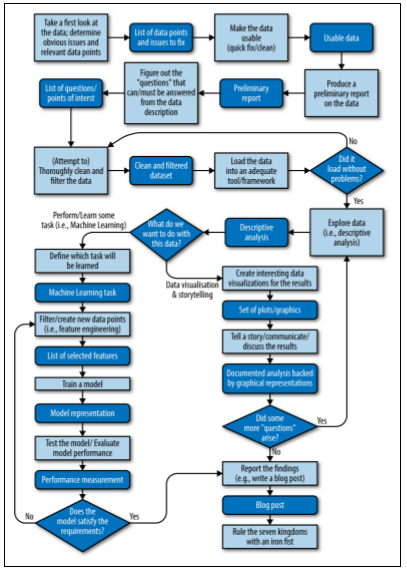 Take a first look at
the data; determine
obvious issues and
relevant data points
List of data points
and issues to fix
Make the data
usable
(quick fix/clean)
Usable data
Produce a
preliminary report
on the data
Preliminary
report
Figure out the
"questions" that
can/must be answered
from the data
description
List of questions/
points of interest
(Attempt to)
Thoroughly clean and
filter the data
Clean and filtered
dataset
Load the data
into an adequate
tool/framework
Did it
load without
problems?
No
Yes
Explore data
(i.e., descriptive
analysis)
Descriptive
analysis
What do we
want to do with
this data?
Perform/Learn some
task (i.e., Machine Learning)
Define which task will
be learned
Machine Learning task
Filter/create new data points
(i.e., feature engineering)
List of selected features
Train a model
Model representation
Test the model/ Evaluate
model performance
Performance measurement
Does the
model satisfy the
requirements?
No
Yes
Data visualisation
& storytelling
Create interesting data
visualizations for the results
Set of plots/graphics
Tell a story/communicate/
discuss the results
Documented analysis backed
by graphical representations
Did some
more "questions"
arise?
Yes
No
Report the findings
(e.g., write a blog post)
Blog post
Rule the seven kingdoms
with an iron fist